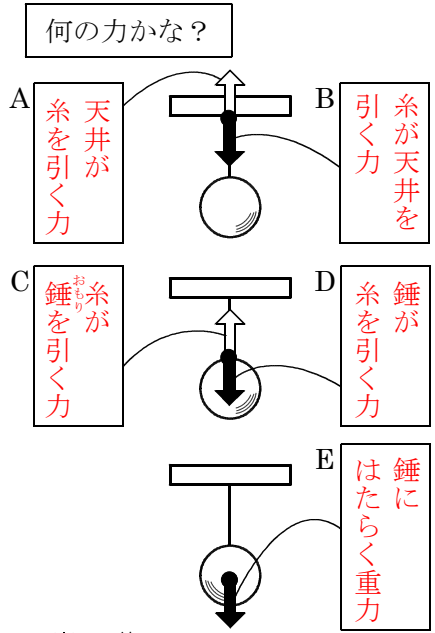 何の力かな？
A
天井が
糸を引く力
B
糸が天井を
引く力
C
糸が
錘を引く力
おもり
D
錘が
糸を引く力
E
錘に
はたらく重力